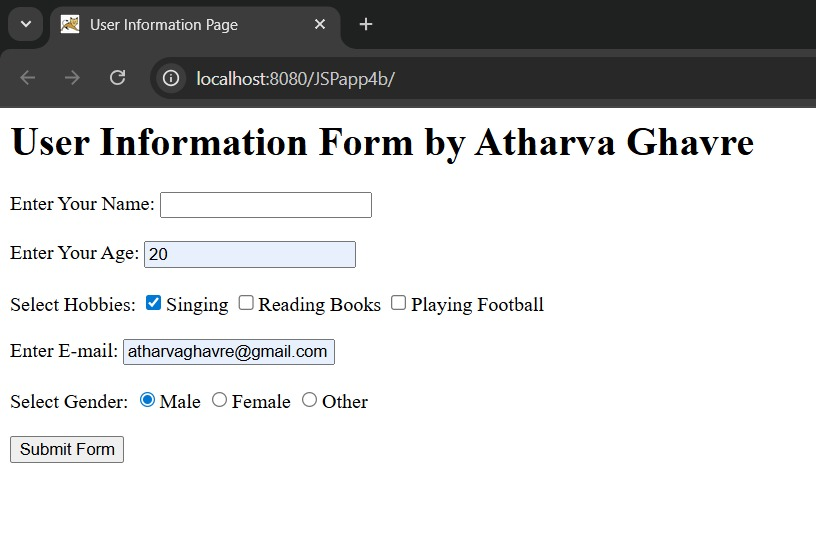 User Information Page
localhost:8080/JSPapp4b/
User Information Form by Atharva Ghavre
Enter Your Name:
Enter Your Age: 20
Select Hobbies: Singing Reading Books Playing Football
Enter E-mail: atharvaghavre@gmail.com
Select Gender: Male Female Other
Submit Form